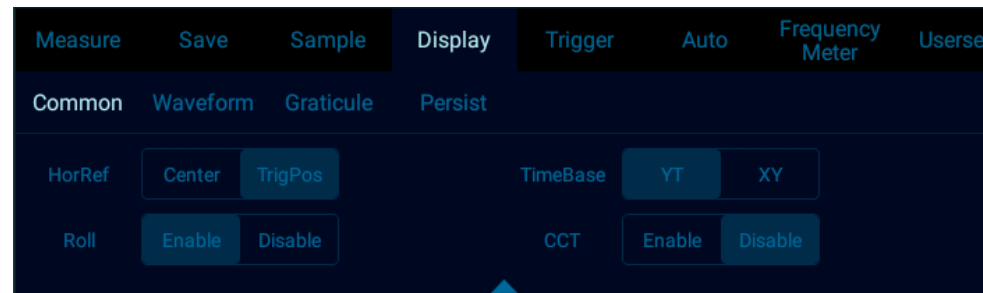 Measure Save Sample Display Trigger Auto Frequency Meter Userse
Common Waveform Graticule Persist
HorRef Center TrigPos TimeBase YT XY
Roll Enable Disable CCT Enable Disable